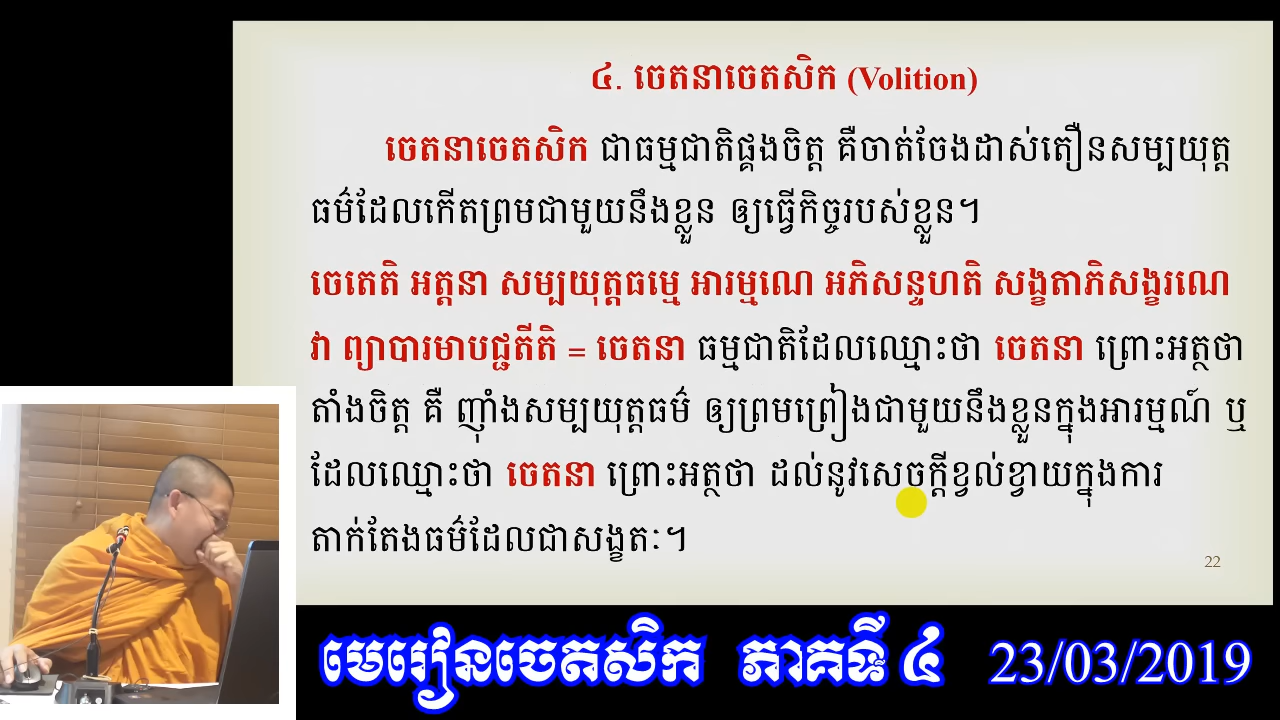 ៤. ចេតនាចេតសិក (Volition)
ចេតនាចេតសិក ជាធម្មជាតិផ្គងចិត្ត គឺចាត់ចែងដាស់តឿនសម្បយុត្ត
ធម៌ដែលកើតព្រមជាមួយនឹងខ្លួន ឲ្យធ្វើកិច្ចរបស់ខ្លួន។
ចេតេតិ អត្តនា សម្បយុត្តធម្មេ អារម្មណេ អភិសន្ទហតិ សង្ខតាភិសង្ខរណេ
វា ព្យាបារមាបជ្ជតីតិ = ចេតនា ធម្មជាតិដែលឈ្មោះថា ចេតនា ព្រោះអត្ថថា
តាំងចិត្ត គឺ ញ៉ាំងសម្បយុត្តធម៌ ឲ្យព្រមព្រៀងជាមួយនឹងខ្លួនក្នុងអារម្មណ៍ ឬ
ដែលឈ្មោះថា ចេតនា ព្រោះអត្ថថា ដល់នូវសេចក្ដីខ្វល់ខ្វាយក្នុងការ
តាក់តែងធម៌ដែលជាសង្ខតៈ។
22
មេរៀនចេតសិក ភាគទី ៤ 23/03/2019